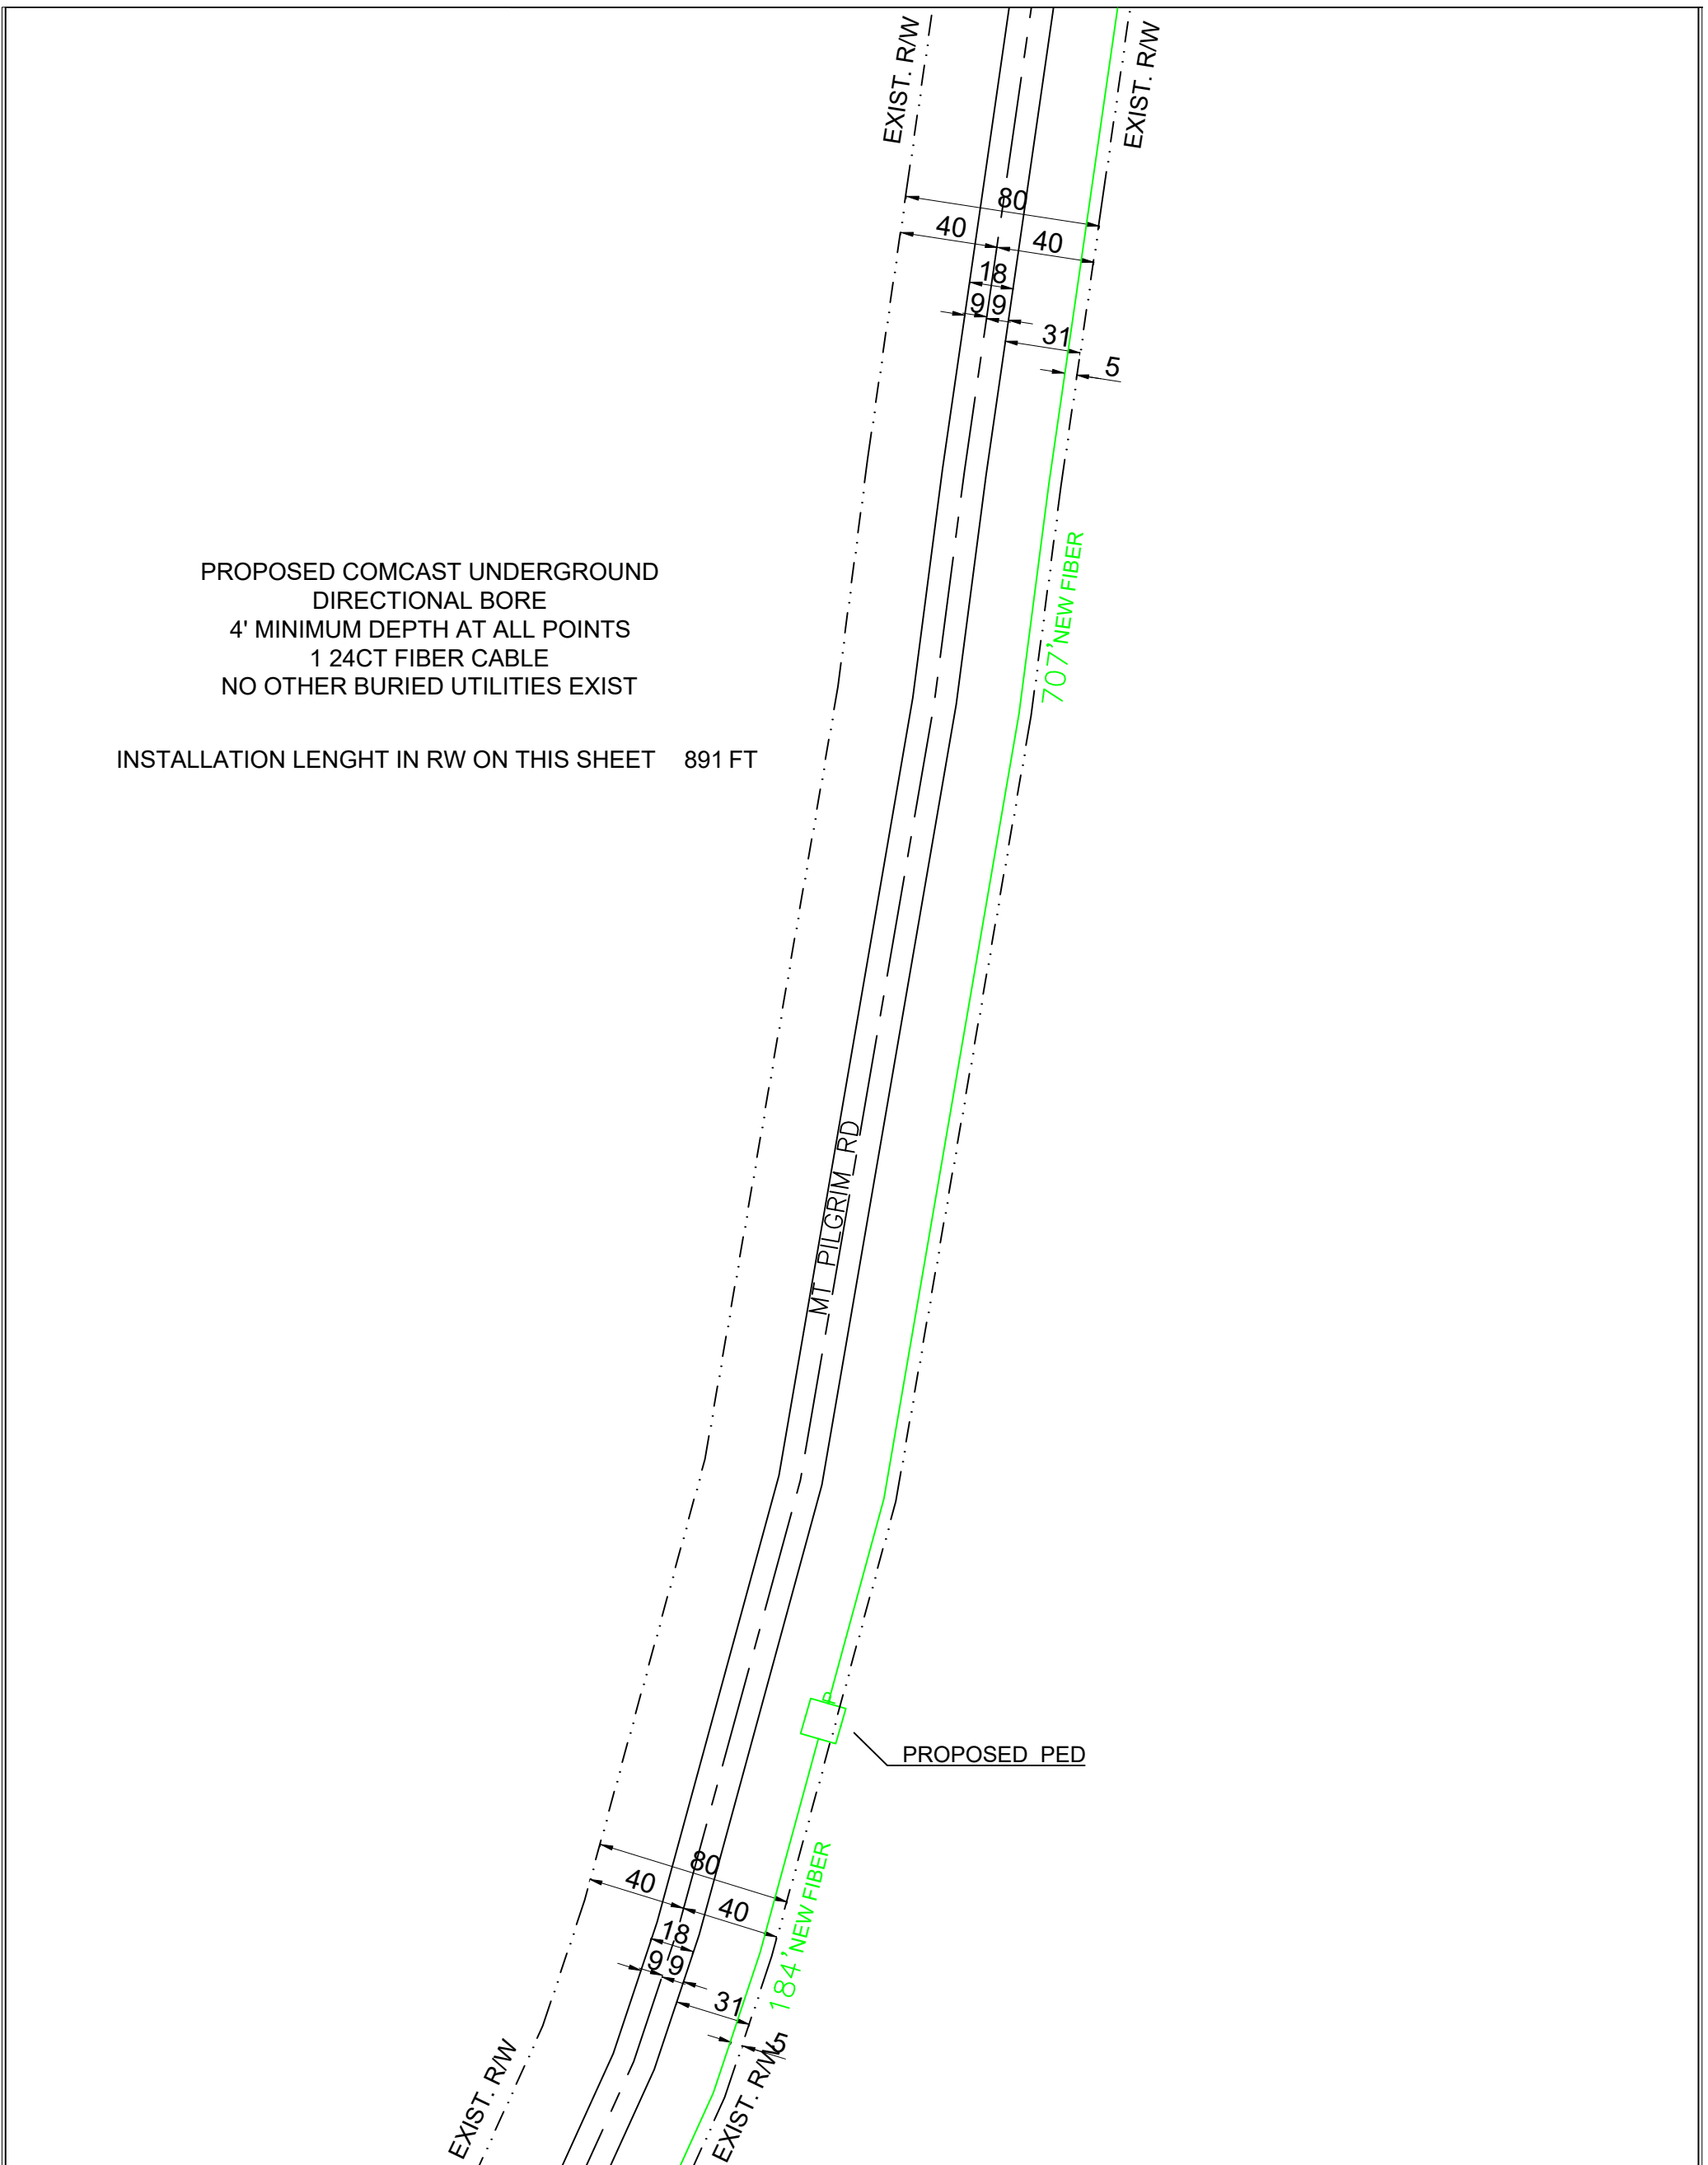 EXIST. R/W
EXIST. R/W
80
40
40
18
9
9
31
5
PROPOSED COMCAST UNDERGROUND
DIRECTIONAL BORE
4' MINIMUM DEPTH AT ALL POINTS
1 24CT FIBER CABLE
NO OTHER BURIED UTILITIES EXIST
707' NEW FIBER
INSTALLATION LENGHT IN RW ON THIS SHEET 891 FT
MT PILGRIM RD
P
PROPOSED PED
80
40
40
18
9
9
31
5
184' NEW FIBER
EXIST. R/W
EXIST. R/W